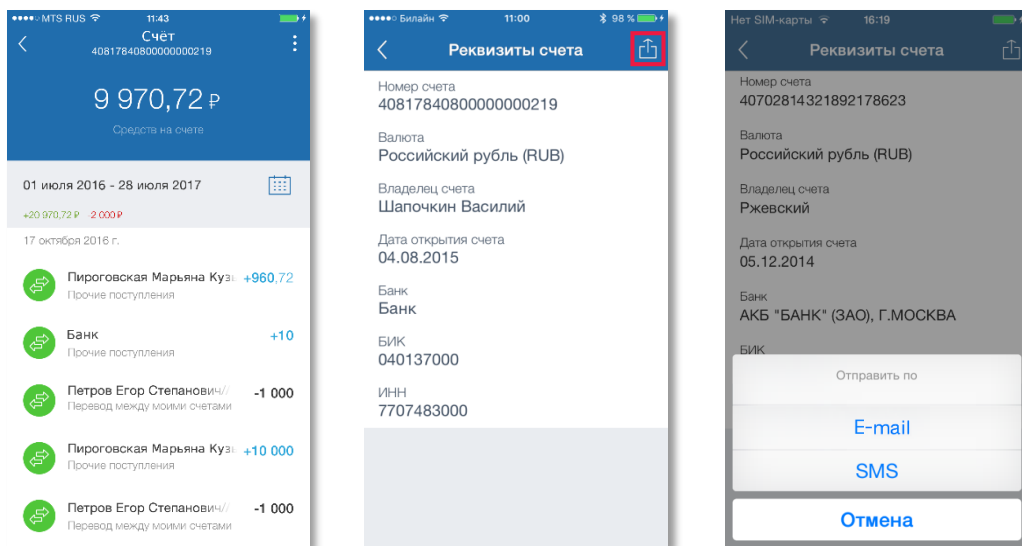 MTS RUS 11:43
Счёт
40817840800000000219
9 970,72 ₽
Средств на счете
01 июля 2016 - 28 июля 2017
+20 970,72 ₽ -2 000 ₽
17 октября 2016 г.
Пироговская Марьяна Кузь +960,72
Прочие поступления
Банк +10
Прочие поступления
Петров Егор Степанович// -1 000
Перевод между моими счетами
Пироговская Марьяна Кузь +10 000
Прочие поступления
Петров Егор Степанович// -1 000
Перевод между моими счетами
Билайн 11:00 98 %
Реквизиты счета
Номер счета
40817840800000000219
Валюта
Российский рубль (RUB)
Владелец счета
Шапочкин Василий
Дата открытия счета
04.08.2015
Банк
Банк
БИК
040137000
ИНН
7707483000
Нет SIM-карты 16:19
Реквизиты счета
Номер счета
40702814321892178623
Валюта
Российский рубль (RUB)
Владелец счета
Ржевский
Дата открытия счета
05.12.2014
Банк
АКБ "БАНК" (ЗАО), Г.МОСКВА
БИК
Отправить по
E-mail
SMS
Отмена